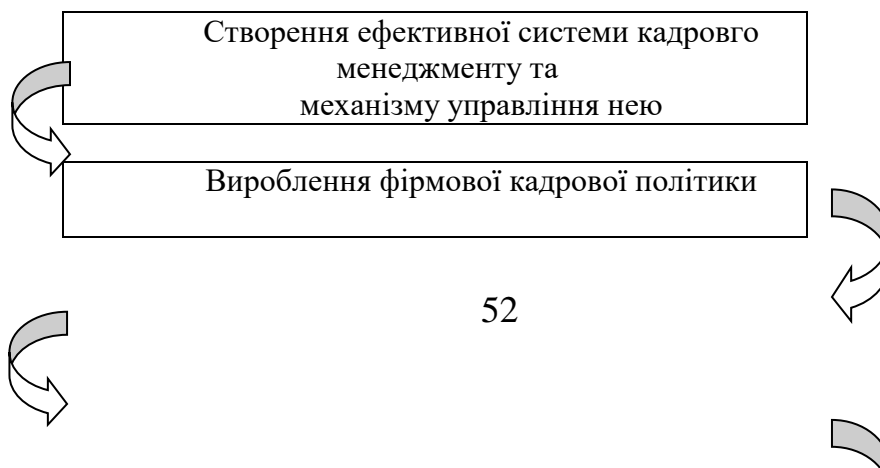 Створення ефективної системи кадровго
менеджменту та
механізму управління нею
Вироблення фірмової кадрової політики
52